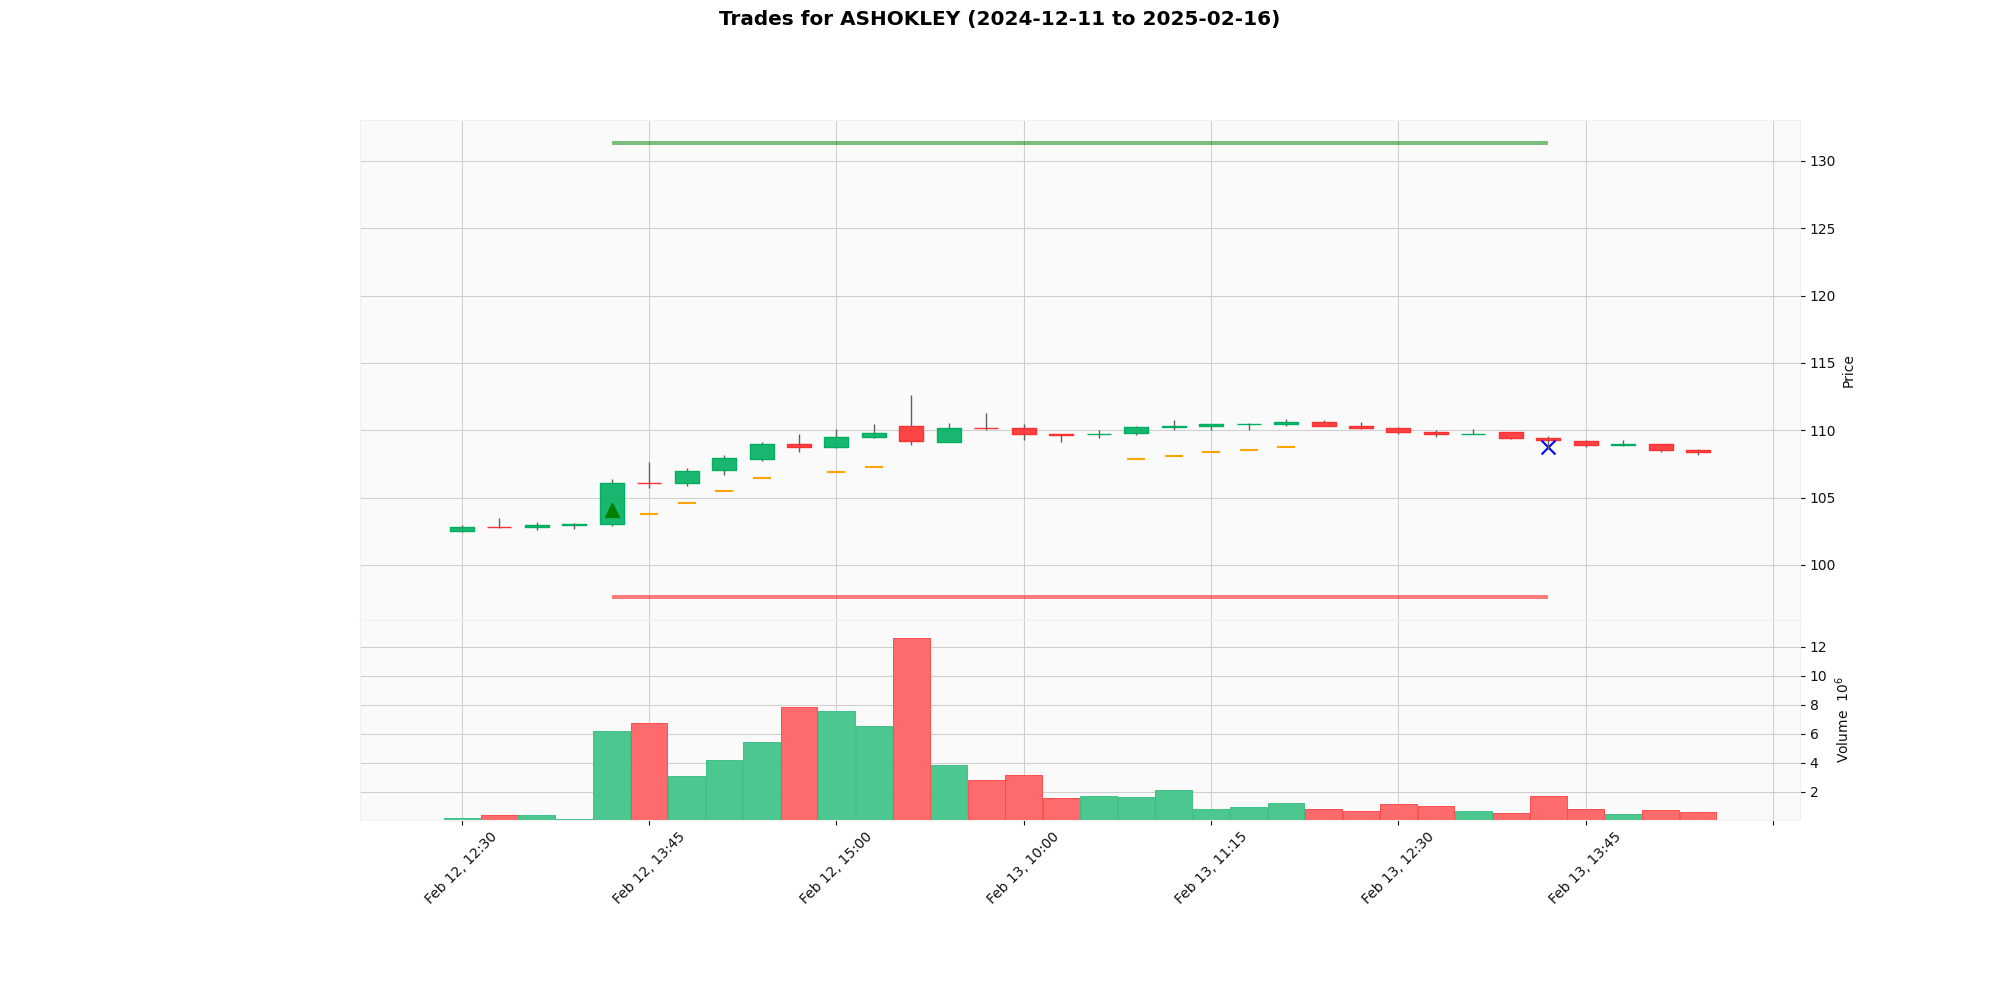 Trades for ASHOKLEY (2024-12-11 to 2025-02-16)
130
125
120
115
110
105
100
Price
12
10
8
6
4
2
Volume 10⁶
Feb 12, 12:30
Feb 12, 13:45
Feb 12, 15:00
Feb 13, 10:00
Feb 13, 11:15
Feb 13, 12:30
Feb 13, 13:45